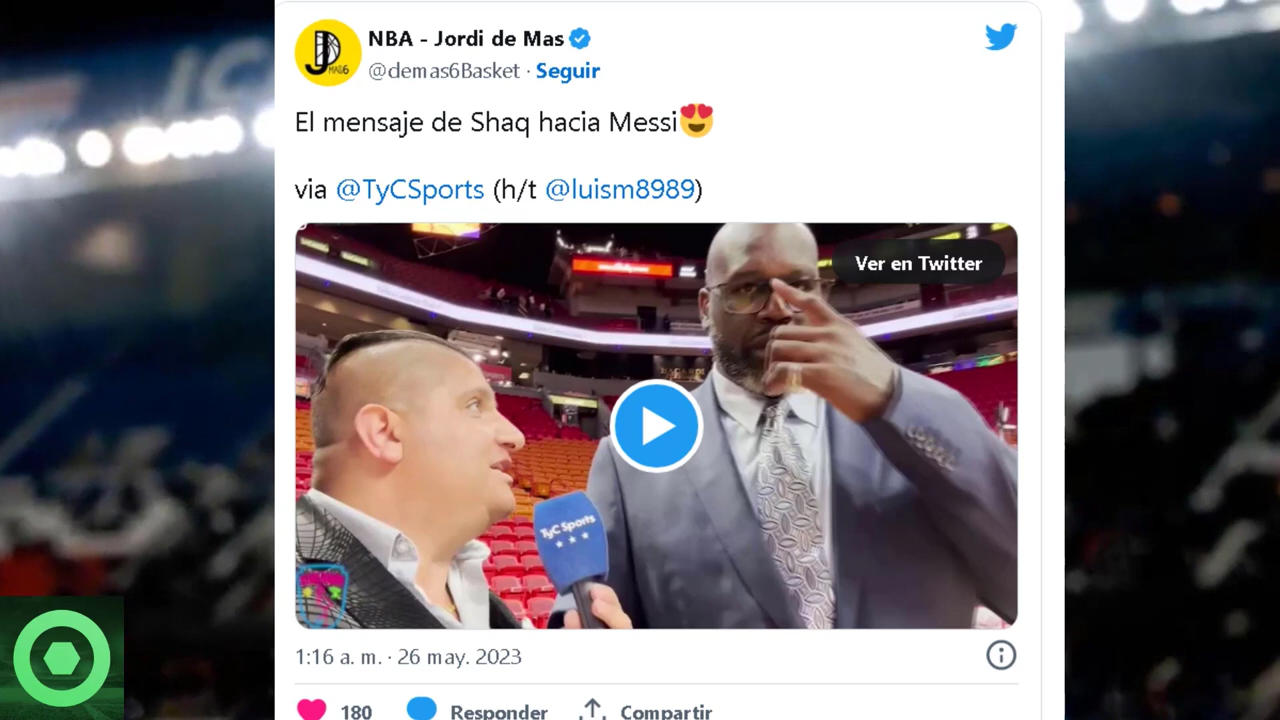 NBA - Jordi de Mas
@demas6Basket · Seguir
El mensaje de Shaq hacia Messi😍
via @TyCSports (h/t @luism8989)
Ver en Twitter
TyC Sports
1:16 a. m. · 26 may. 2023
180 Responder Compartir